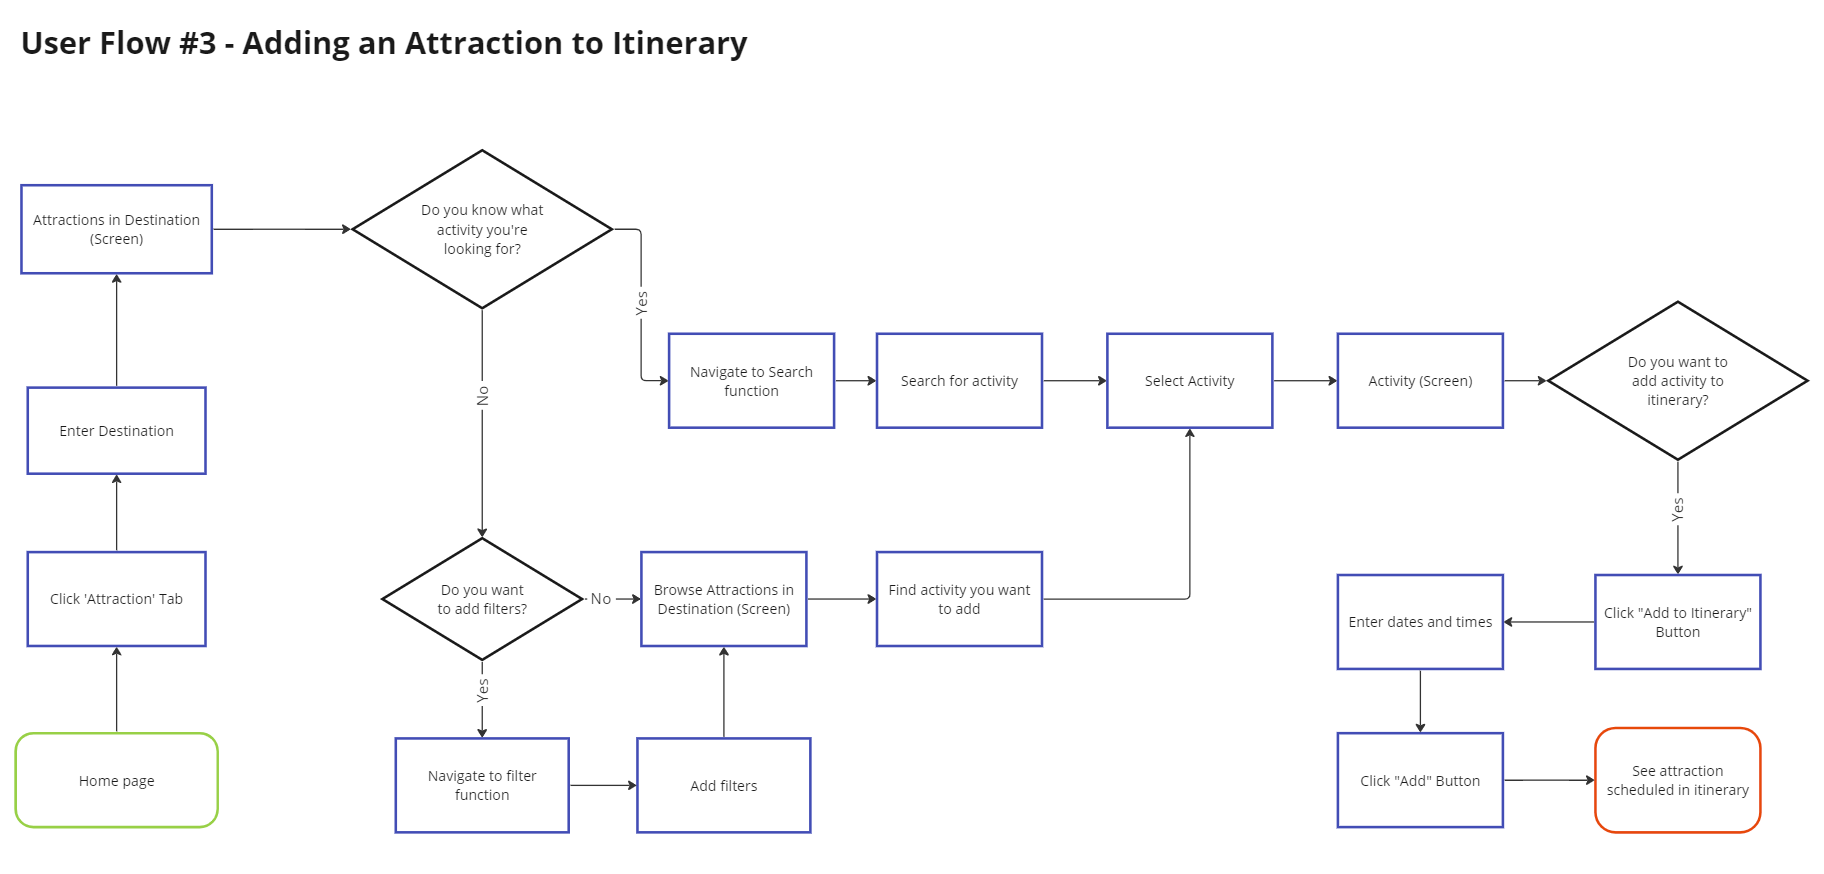 User Flow #3 - Adding an Attraction to Itinerary
Attractions in Destination
(Screen)
Do you know what
activity you're
looking for?
Yes
No
Enter Destination
Click 'Attraction' Tab
Home page
Navigate to Search
function
Search for activity
Select Activity
Activity (Screen)
Do you want to
add activity to
itinerary?
Yes
Do you want
to add filters?
No
Yes
Browse Attractions in
Destination (Screen)
Find activity you want
to add
Navigate to filter
function
Add filters
Click "Add to Itinerary"
Button
Enter dates and times
Click "Add" Button
See attraction
scheduled in itinerary